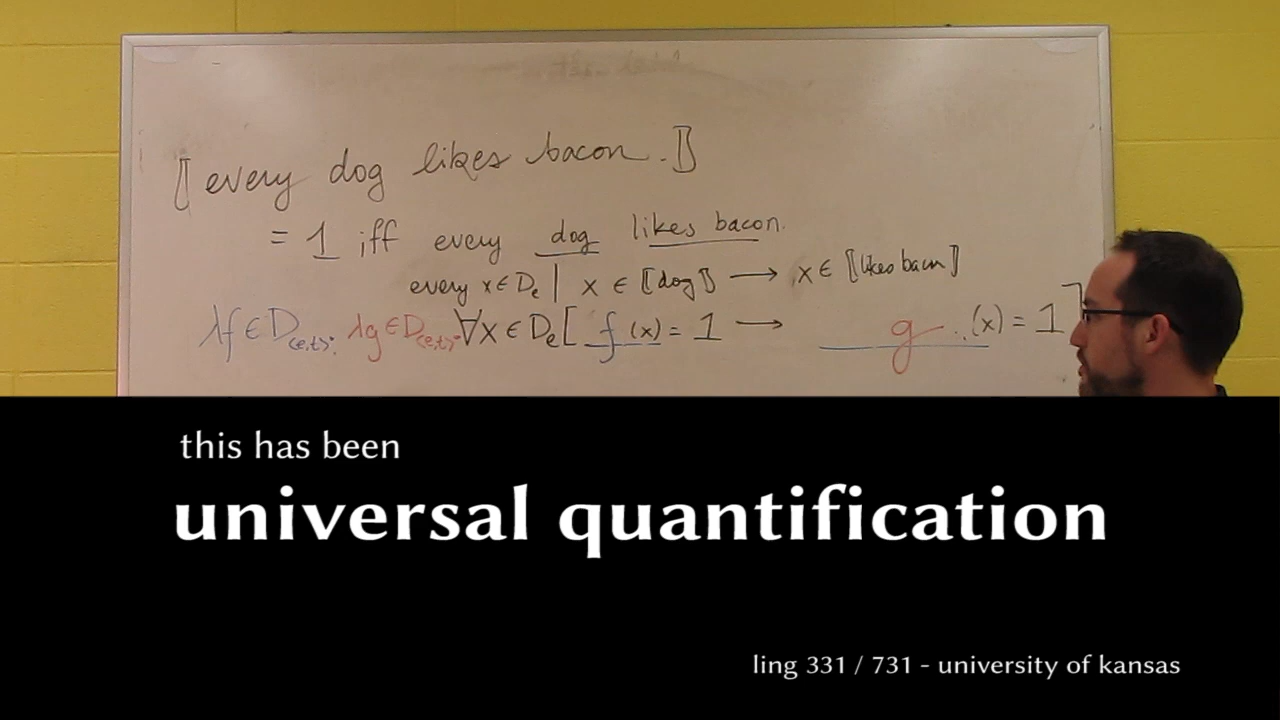 ⟦every dog likes bacon.⟧
= 1 iff every dog likes bacon.
every x ∈ Dₑ | x ∈ ⟦dog⟧ → x ∈ ⟦likes bacon⟧
λf ∈ D<e,t>. λg ∈ D<e,t>. ∀x ∈ Dₑ [ f (x) = 1 → g (x) = 1 ]
this has been
universal quantification
ling 331 / 731 - university of kansas